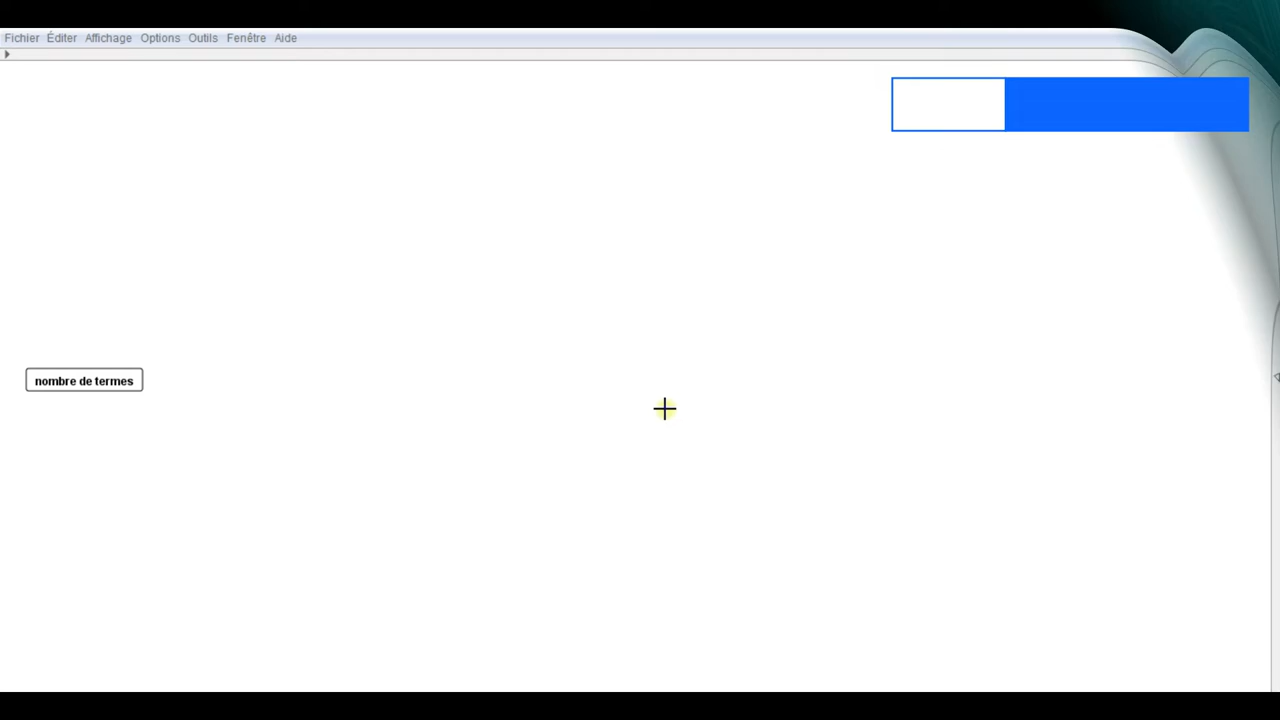 Fichier Éditer Affichage Options Outils Fenêtre Aide
nombre de termes